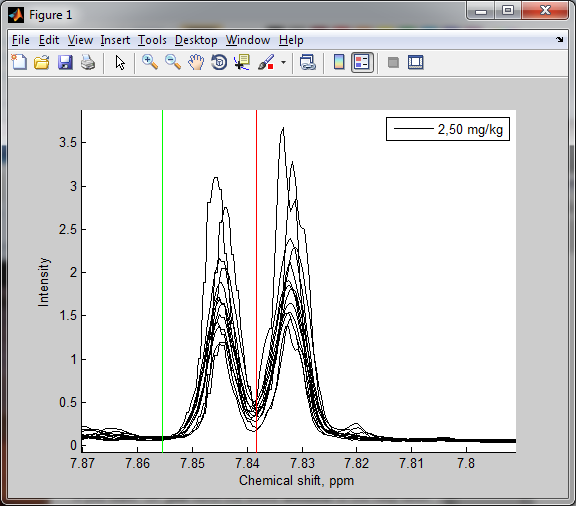 Figure 1
File Edit View Insert Tools Desktop Window Help
2,50 mg/kg
3.5
3
2.5
2
1.5
1
0.5
0
Intensity
7.87 7.86 7.85 7.84 7.83 7.82 7.81 7.8
Chemical shift, ppm